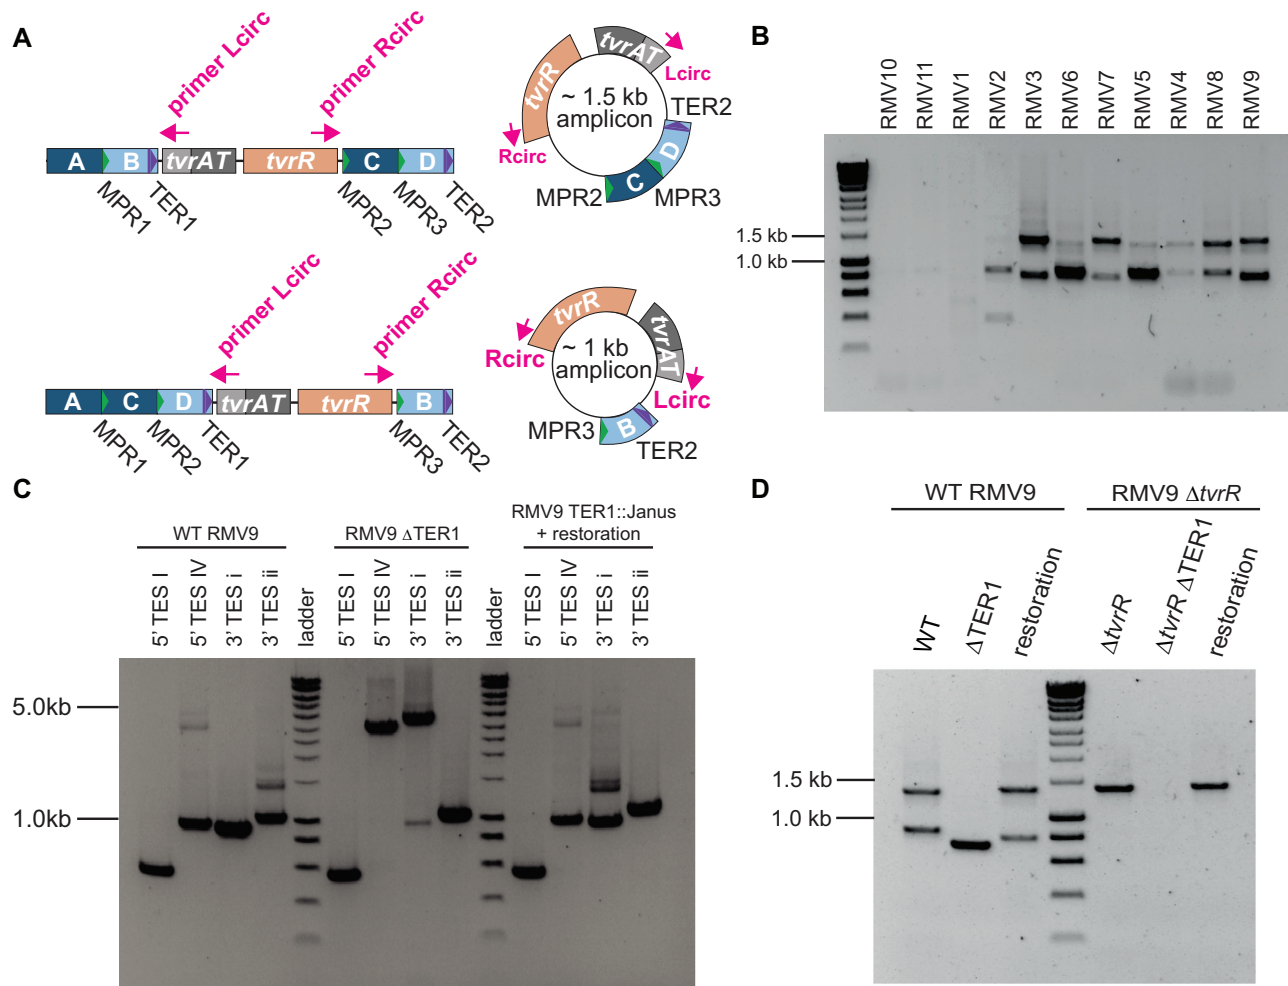 A
primer Lcirc
primer Rcirc
A B tvrAT tvrR C D
MPR1 TER1 MPR2 MPR3 TER2
tvrR
tvrAT
Lcirc
~ 1.5 kb
amplicon
TER2
Rcirc
D
C
MPR2
MPR3
primer Lcirc
primer Rcirc
A C D tvrAT tvrR B
MPR1 MPR2 TER1 MPR3 TER2
tvrR
tvrAT
Rcirc
~ 1 kb
amplicon
Lcirc
MPR3
B
TER2
B
RMV10 RMV11 RMV1 RMV2 RMV3 RMV6 RMV7 RMV5 RMV4 RMV8 RMV9
1.5 kb
1.0 kb
C
WT RMV9
RMV9 ΔTER1
RMV9 TER1::Janus
+ restoration
5' TES I 5' TES IV 3' TES i 3' TES ii ladder 5' TES I 5' TES IV 3' TES i 3' TES ii ladder 5' TES I 5' TES IV 3' TES i 3' TES ii
5.0kb
1.0kb
D
WT RMV9
RMV9 ΔtvrR
WT ΔTER1 restoration ΔtvrR ΔtvrR ΔTER1 restoration
1.5 kb
1.0 kb